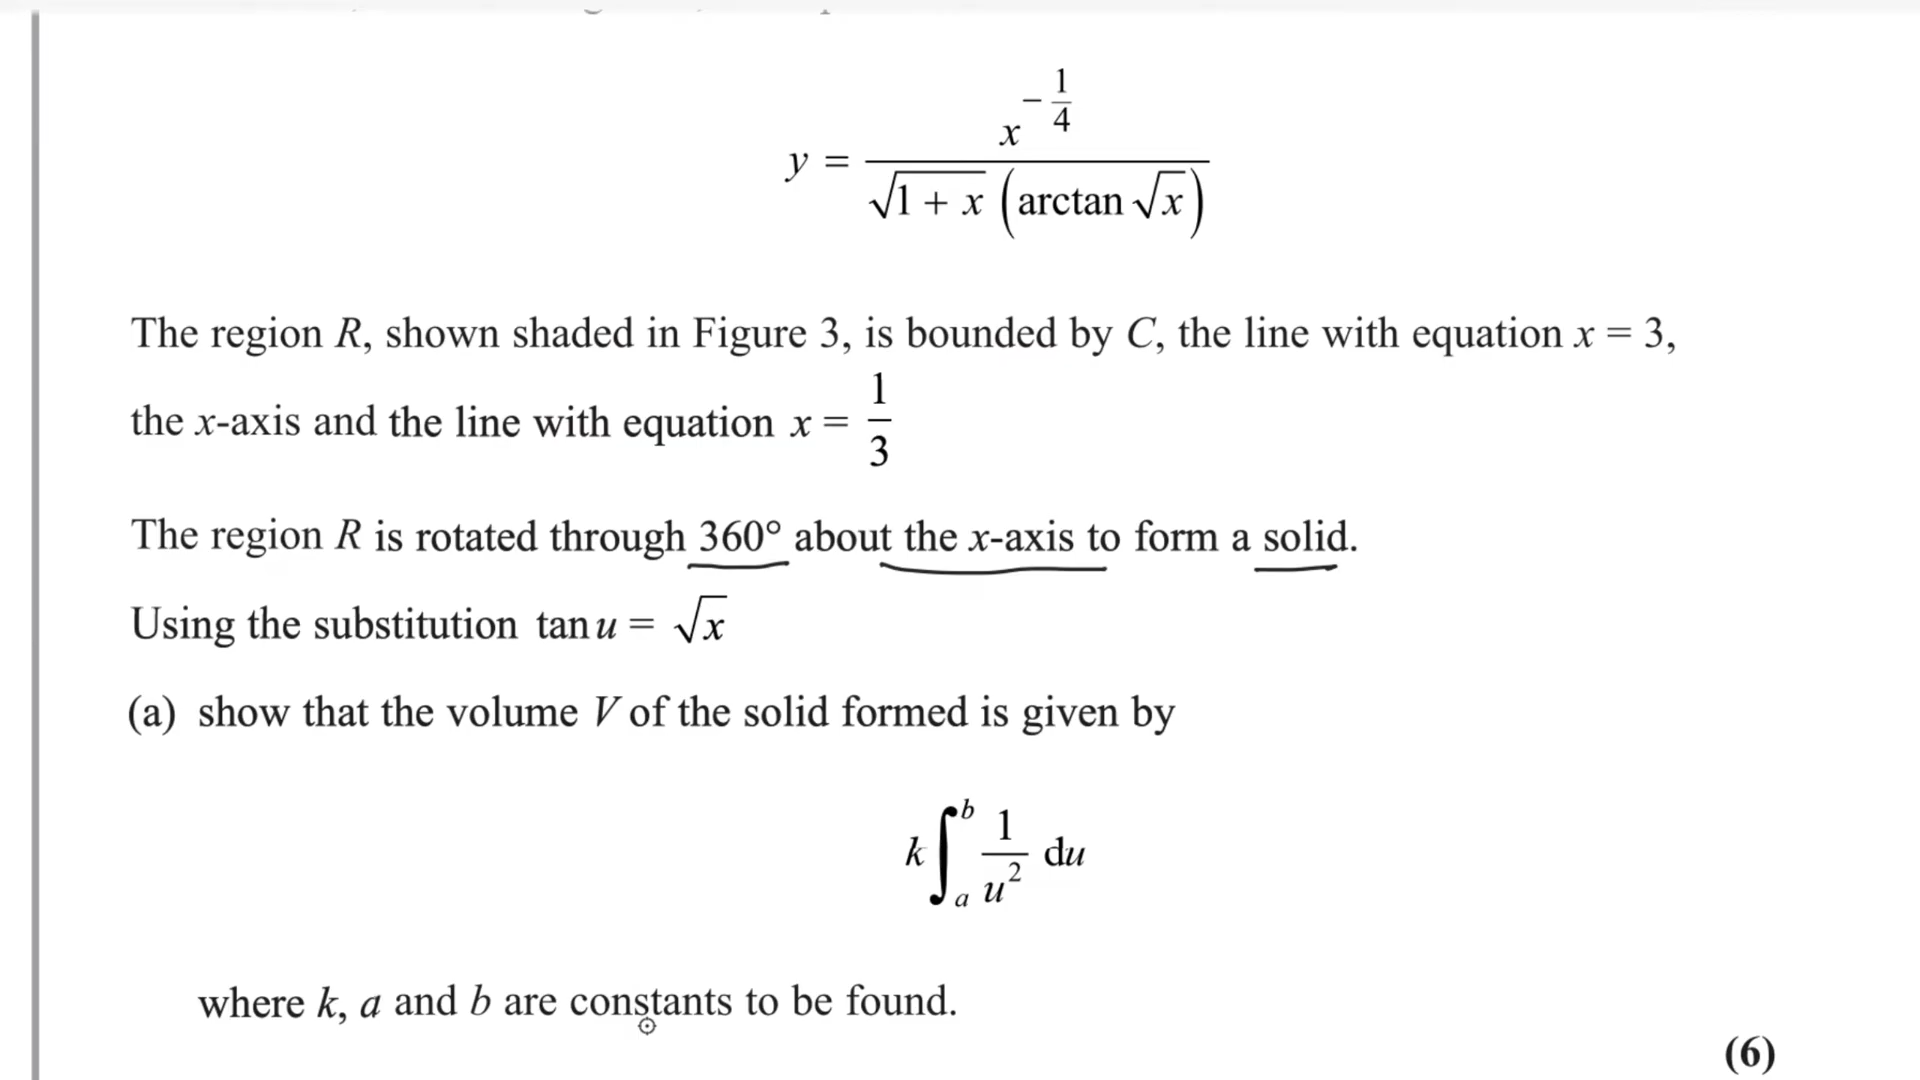 y = x^{-1/4} / (√(1 + x) (arctan √x))
The region R, shown shaded in Figure 3, is bounded by C, the line with equation x = 3,
the x-axis and the line with equation x = 1/3
The region R is rotated through 360° about the x-axis to form a solid.
Using the substitution tan u = √x
(a) show that the volume V of the solid formed is given by
k ∫_a^b 1/u² du
where k, a and b are constants to be found.
(6)